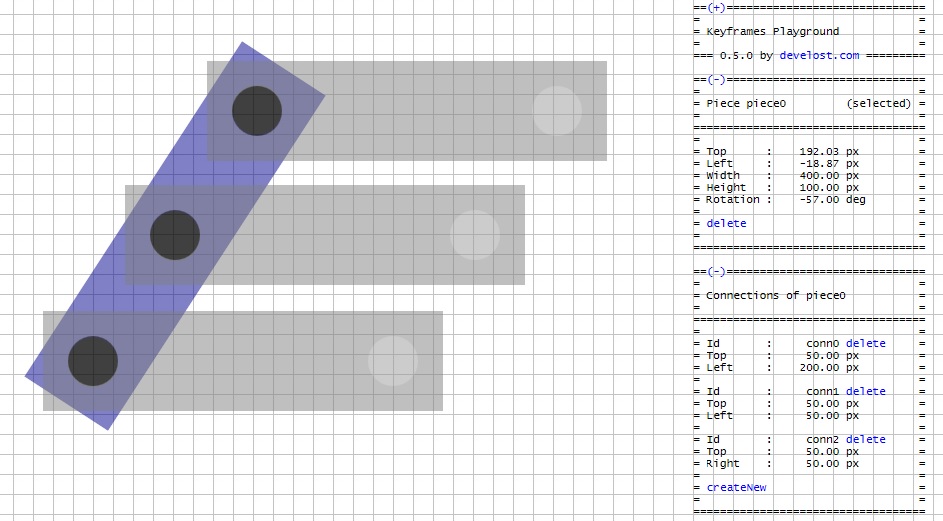 ==(+)==============================
=                                 =
= Keyframes Playground            =
=                                 =
=== 0.5.0 by develost.com =========
==(-)==============================
=                                 =
= Piece piece0         (selected) =
=                                 =
===================================
=                                 =
= Top      :    192.03 px         =
= Left     :    -18.87 px         =
= Width    :    400.00 px         =
= Height   :    100.00 px         =
= Rotation :    -57.00 deg        =
=                                 =
= delete                          =
=                                 =
===================================
==(-)==============================
=                                 =
= Connections of piece0           =
=                                 =
===================================
=                                 =
= Id       :     conn0 delete     =
= Top      :     50.00 px         =
= Left     :    200.00 px         =
=                                 =
= Id       :     conn1 delete     =
= Top      :     50.00 px         =
= Left     :     50.00 px         =
=                                 =
= Id       :     conn2 delete     =
= Top      :     50.00 px         =
= Right    :     50.00 px         =
=                                 =
= createNew                       =
=                                 =
===================================